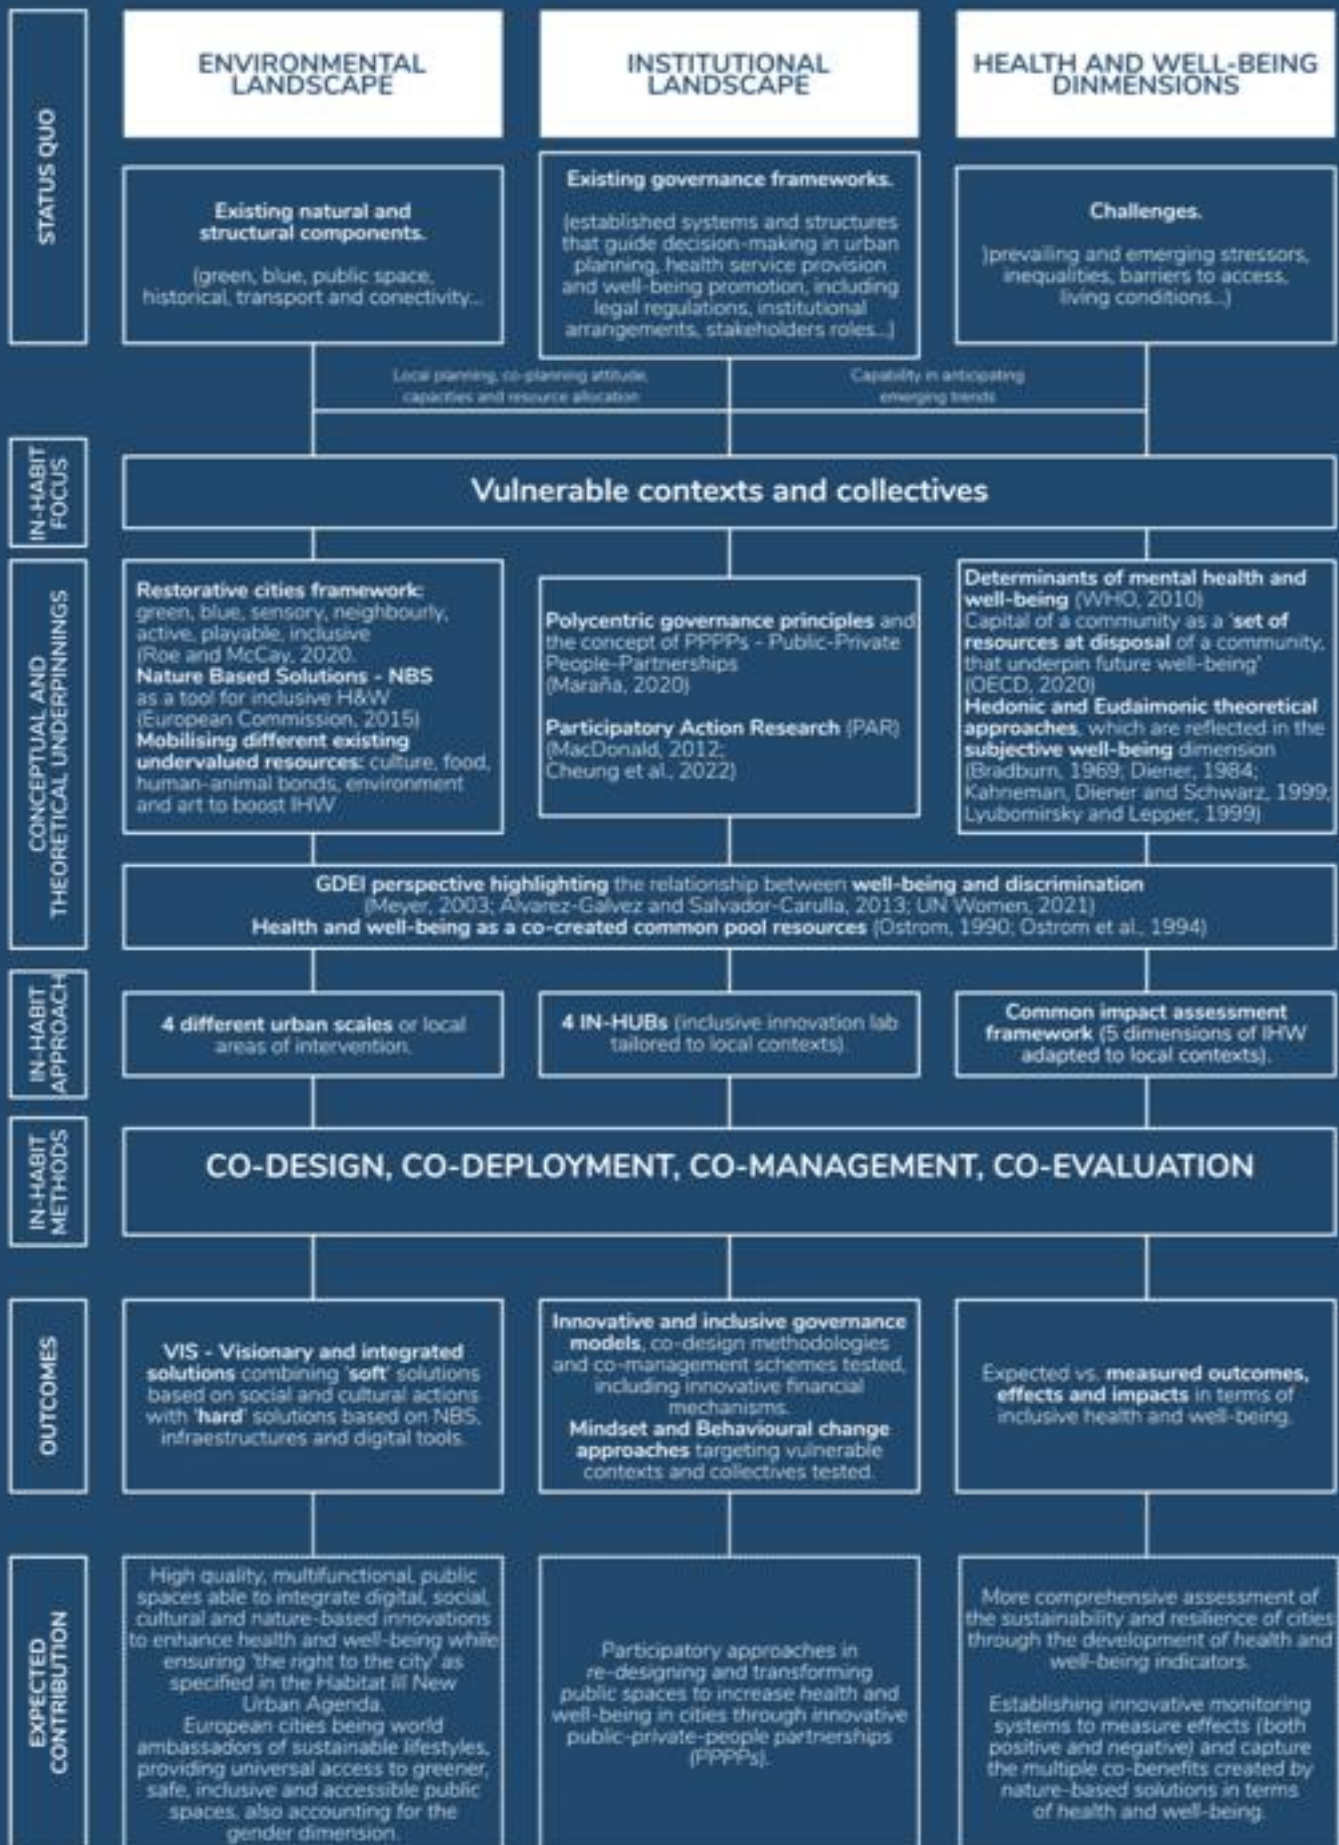 STATUS QUO
ENVIRONMENTAL
LANDSCAPE
INSTITUTIONAL
LANDSCAPE
HEALTH AND WELL-BEING
DINMENSIONS
Existing natural and
structural components.
(green, blue, public space,
historical, transport and conectivity...
Existing governance frameworks.
(established systems and structures
that guide decision-making in urban
planning, health service provision
and well-being promotion, including
legal regulations, institutional
arrangements, stakeholders roles...)
Challenges.
)prevailing and emerging stressors,
inequalities, barriers to access,
living conditions...)
Local planning, co-planning attitude,
capacities and resource allocation
Capability in anticipating
emerging trends
IN-HABIT
FOCUS
Vulnerable contexts and collectives
CONCEPTUAL AND
THEORETICAL UNDERPINNINGS
Restorative cities framework:
green, blue, sensory, neighbourly,
active, playable, inclusive
(Roe and McCay, 2020.
Nature Based Solutions - NBS
as a tool for inclusive H&W
(European Commission, 2015)
Mobilising different existing
undervalued resources: culture, food,
human-animal bonds, environment
and art to boost IHW
Polycentric governance principles and
the concept of PPPPs - Public-Private
People-Partnerships
(Maraña, 2020)
Participatory Action Research (PAR)
(MacDonald, 2012;
Cheung et al., 2022)
Determinants of mental health and
well-being (WHO, 2010)
Capital of a community as a 'set of
resources at disposal of a community,
that underpin future well-being'
(OECD, 2020)
Hedonic and Eudaimonic theoretical
approaches, which are reflected in the
subjective well-being dimension
(Bradburn, 1969; Diener, 1984;
Kahneman, Diener and Schwarz, 1999;
Lyubomirsky and Lepper, 1999)
GDEI perspective highlighting the relationship between well-being and discrimination
(Meyer, 2003; Álvarez-Gálvez and Salvador-Carulla, 2013; UN Women, 2021)
Health and well-being as a co-created common pool resources (Ostrom, 1990; Ostrom et al., 1994)
IN-HABIT
APPROACH
4 different urban scales or local
areas of intervention.
4 IN-HUBs (inclusive innovation lab
tailored to local contexts).
Common impact assessment
framework (5 dimensions of IHW
adapted to local contexts).
IN-HABIT
METHODS
CO-DESIGN, CO-DEPLOYMENT, CO-MANAGEMENT, CO-EVALUATION
OUTCOMES
VIS - Visionary and integrated
solutions combining 'soft' solutions
based on social and cultural actions
with 'hard' solutions based on NBS,
infraestructures and digital tools.
Innovative and inclusive governance
models, co-design methodologies
and co-management schemes tested,
including innovative financial
mechanisms.
Mindset and Behavioural change
approaches targeting vulnerable
contexts and collectives tested.
Expected vs. measured outcomes,
effects and impacts in terms of
inclusive health and well-being.
EXPECTED
CONTRIBUTION
High quality, multifunctional, public
spaces able to integrate digital, social,
cultural and nature-based innovations
to enhance health and well-being while
ensuring 'the right to the city' as
specified in the Habitat III New
Urban Agenda.
European cities being world
ambassadors of sustainable lifestyles,
providing universal access to greener,
safe, inclusive and accessible public
spaces, also accounting for the
gender dimension.
Participatory approaches in
re-designing and transforming
public spaces to increase health and
well-being in cities through innovative
public-private-people partnerships
(PPPPs).
More comprehensive assessment of
the sustainability and resilience of cities
through the development of health and
well-being indicators.
Establishing innovative monitoring
systems to measure effects (both
positive and negative) and capture
the multiple co-benefits created by
nature-based solutions in terms
of health and well-being.